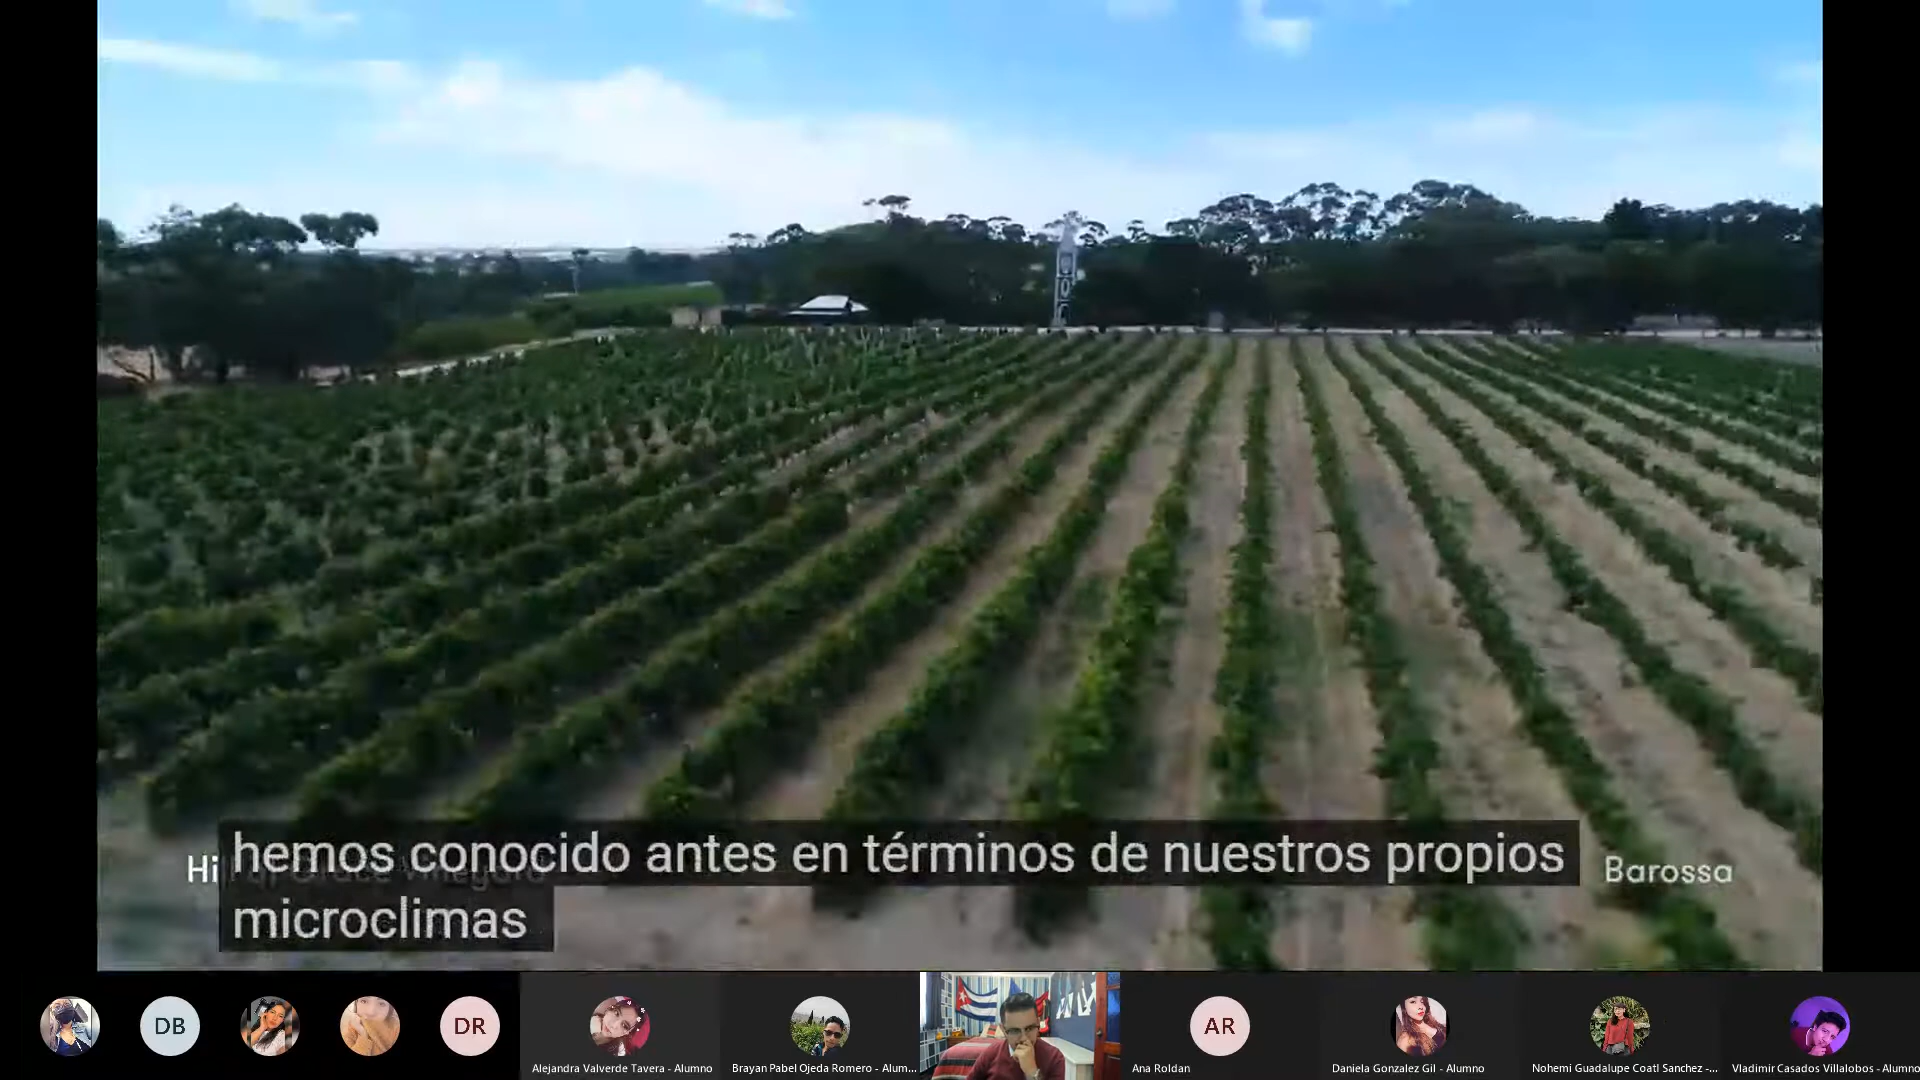 hemos conocido antes en términos de nuestros propios
microclimas
Hi
Barossa
DB
DR
Alejandra Valverde Tavera - Alumno
Brayan Pabel Ojeda Romero - Alum...
AR
Ana Roldan
Daniela Gonzalez Gil - Alumno
Nohemi Guadalupe Coatl Sanchez -...
Vladimir Casados Villalobos - Alumno